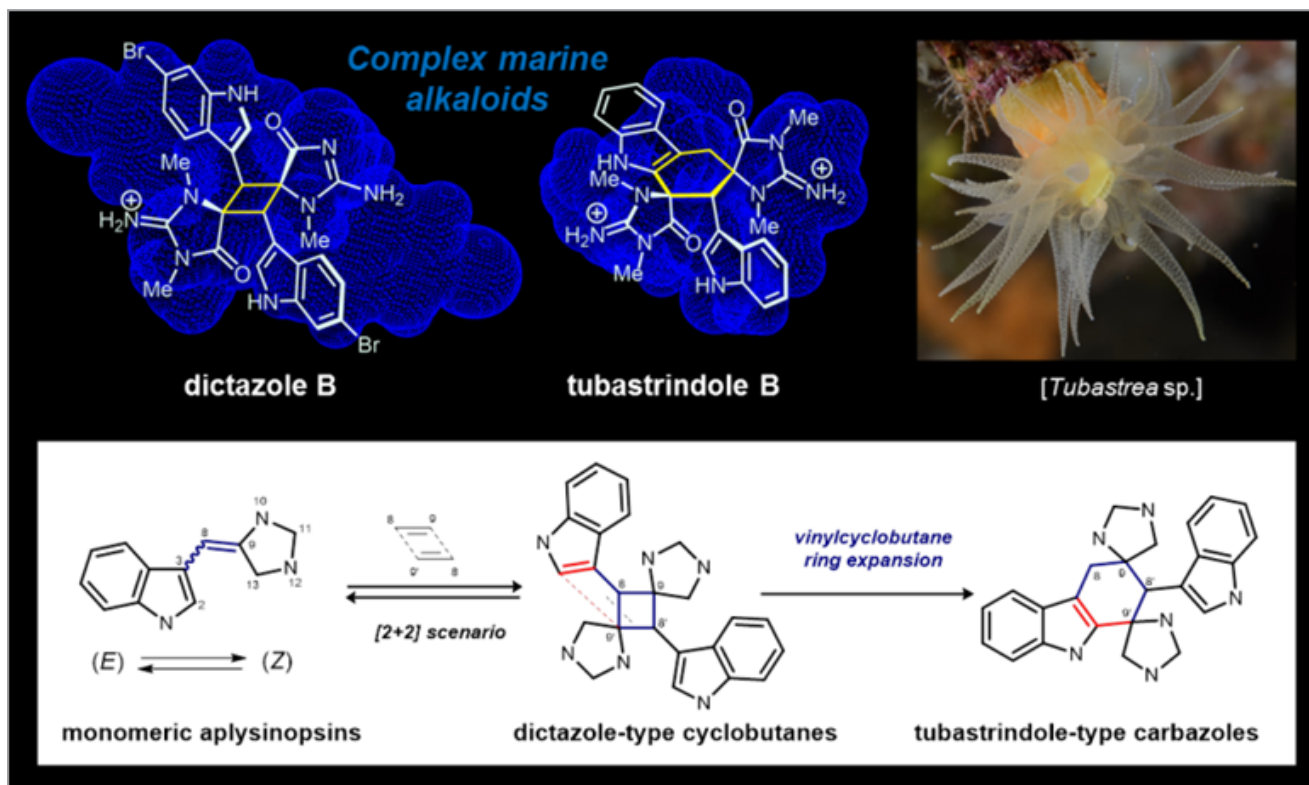 Complex marine
alkaloids
Br
NH
O
Me
N
N
NH2
⊕
H2N
N
N
Me
N
Me
O
HN
Br
dictazole B
O
Me
N
HN
Me
N
N
NH2
⊕
⊕
H2N
N
Me
N
Me
O
HN
tubastrindole B
[Tubastrea sp.]
10
N
8
11
9
3
N
12
13
2
N
(E)
(Z)
monomeric aplysinopsins
8
9
9'
8
[2+2] scenario
N
N
8
9
N
9'
8'
N
N
N
dictazole-type cyclobutanes
vinylcyclobutane
ring expansion
N
N
8
9
8'
9'
N
N
N
N
tubastrindole-type carbazoles